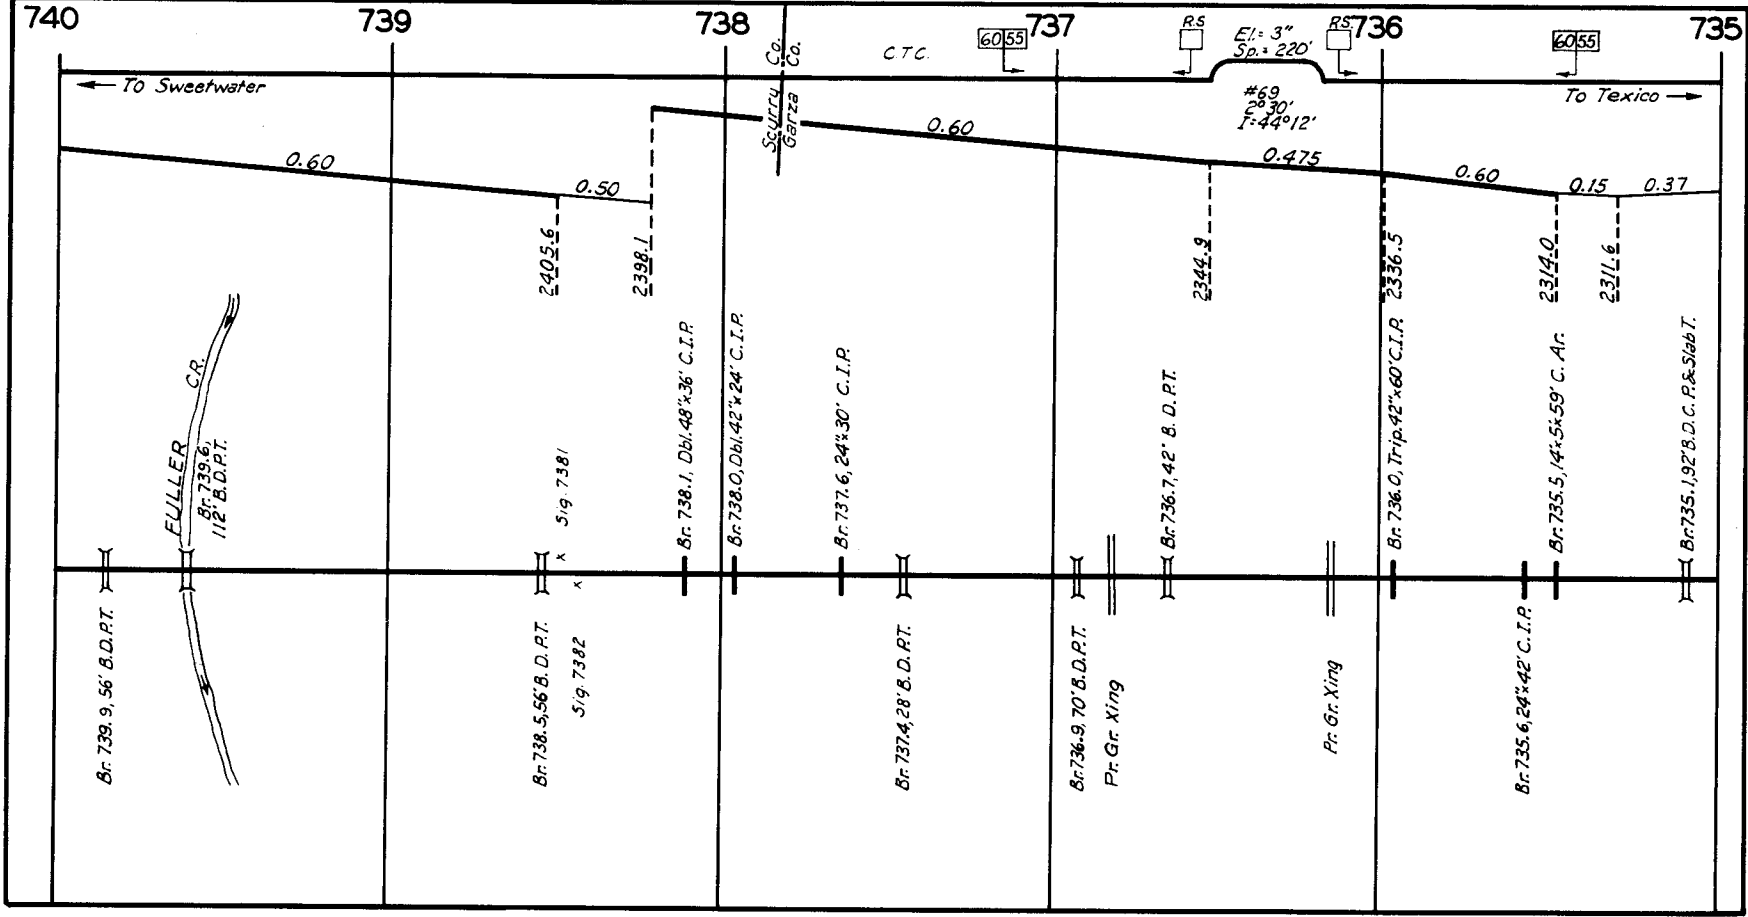 740 739 738 737 736 735
Scurry Co.
Garza Co.
C.T.C.
60 55
R.S
El.= 3"
Sp.= 220'
R.S.
60 55
To Sweetwater
To Texico
#69
2°30'
I=44°12'
0.60
0.50
0.60
0.475
0.60
0.15
0.37
2405.6
2398.1
2344.9
2336.5
2314.0
2311.6
FULLER CR.
Br. 739.6,
112' B.D.P.T.
Sig. 7381
Br. 738.1, Dbl. 48"x36' C.I.P.
Br. 738.0, Dbl. 42"x24' C.I.P.
Br. 737.6, 24"x30' C.I.P.
Br. 736.7, 42' B.D.P.T.
Br. 736.0, Trip. 42"x60' C.I.P.
Br. 735.5, 14'x5'x59' C. Ar.
Br. 735.1, 92' B.D.C.P. & Slab T.
x
x
Br. 739.9, 56' B.D.P.T.
Br. 738.5, 56' B.D.P.T.
Sig. 7382
Br. 737.4, 28' B.D.P.T.
Br. 736.9, 70' B.D.P.T.
Pr. Gr. Xing
Pr. Gr. Xing
Br. 735.6, 24"x42' C.I.P.